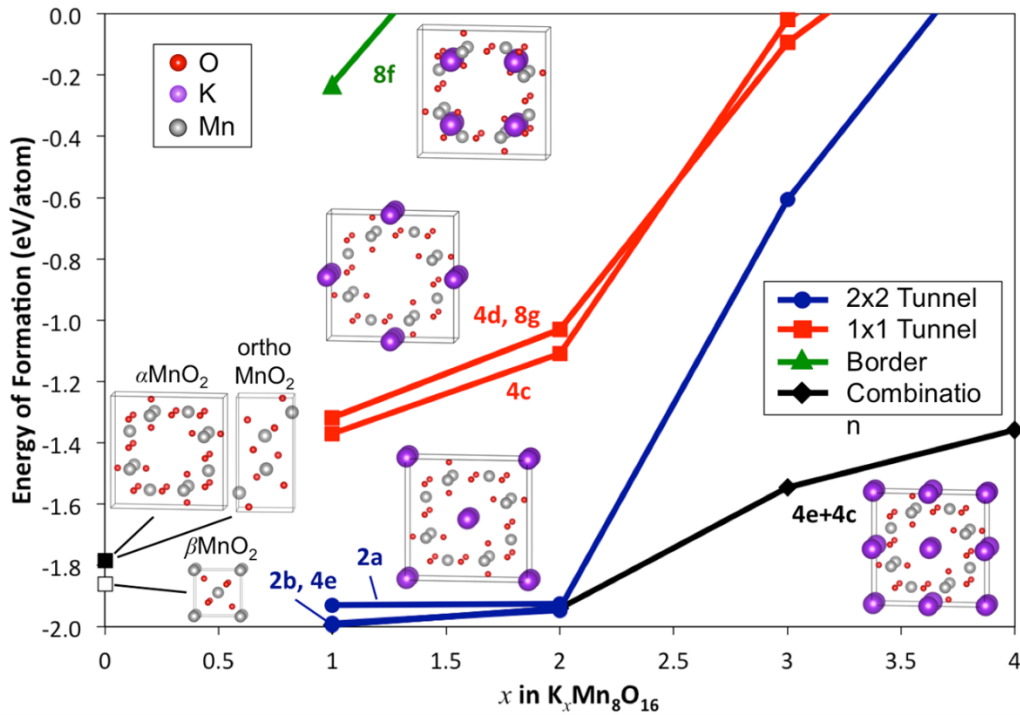 Energy of Formation (eV/atom)
0.0
-0.2
-0.4
-0.6
-0.8
-1.0
-1.2
-1.4
-1.6
-1.8
-2.0
O
K
Mn
8f
4d, 8g
4c
2x2 Tunnel
1x1 Tunnel
Border
Combinatio
n
ortho
MnO₂
αMnO₂
βMnO₂
2b, 4e
2a
4e+4c
0
0.5
1
1.5
2
2.5
3
3.5
4
x in KₓMn₈O₁₆